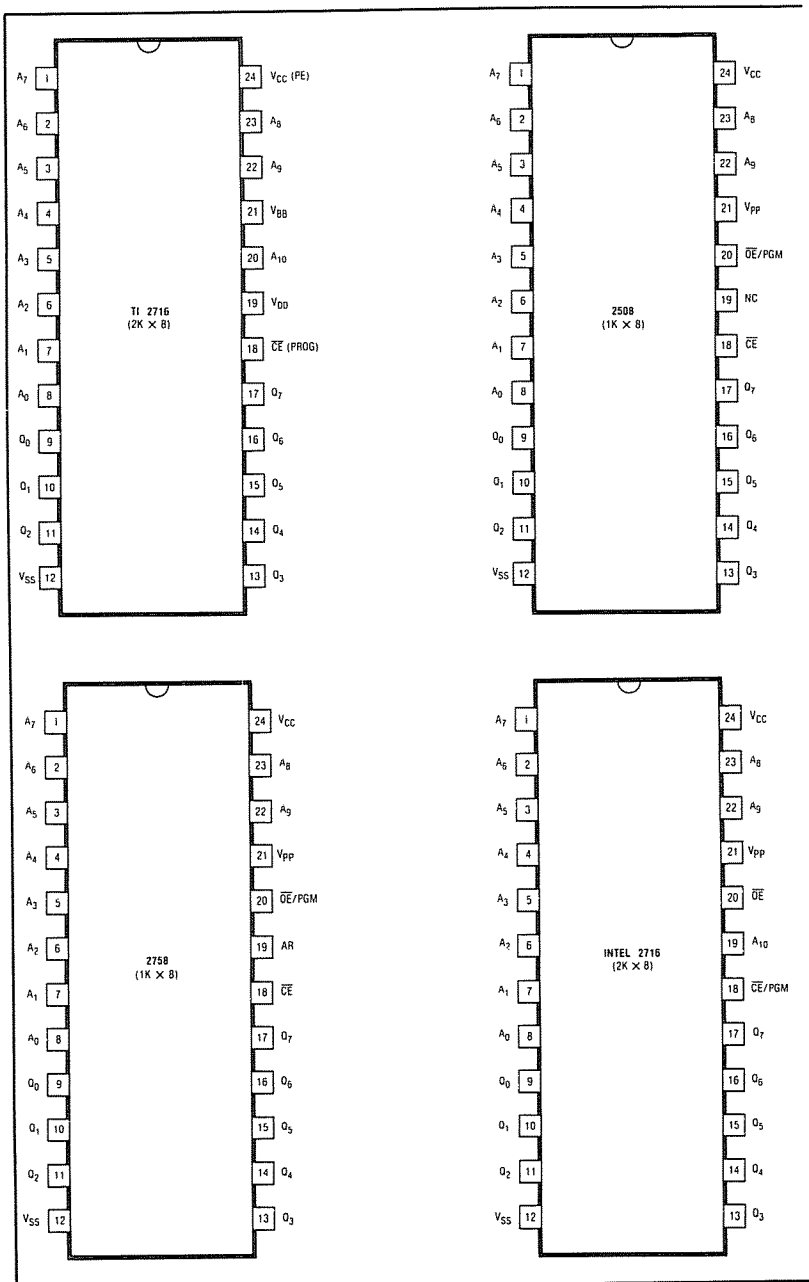 A7 1 24 VCC (PE)
A6 2 23 A8
A5 3 22 A9
A4 4 21 VBB
A3 5 20 A10
A2 6 19 VDD
TI 2716
(2K × 8)
A1 7 18 C̅E̅ (PROG)
A0 8 17 Q7
Q0 9 16 Q6
Q1 10 15 Q5
Q2 11 14 Q4
VSS 12 13 Q3
A7 1 24 VCC
A6 2 23 A8
A5 3 22 A9
A4 4 21 VPP
A3 5 20 O̅E̅/PGM
A2 6 19 NC
2508
(1K × 8)
A1 7 18 C̅E̅
A0 8 17 Q7
Q0 9 16 Q6
Q1 10 15 Q5
Q2 11 14 Q4
VSS 12 13 Q3
A7 1 24 VCC
A6 2 23 A8
A5 3 22 A9
A4 4 21 VPP
A3 5 20 O̅E̅/PGM
A2 6 19 AR
2758
(1K × 8)
A1 7 18 C̅E̅
A0 8 17 Q7
Q0 9 16 Q6
Q1 10 15 Q5
Q2 11 14 Q4
VSS 12 13 Q3
A7 1 24 VCC
A6 2 23 A8
A5 3 22 A9
A4 4 21 VPP
A3 5 20 O̅E̅
A2 6 19 A10
INTEL 2716
(2K × 8)
A1 7 18 C̅E̅/PGM
A0 8 17 Q7
Q0 9 16 Q6
Q1 10 15 Q5
Q2 11 14 Q4
VSS 12 13 Q3